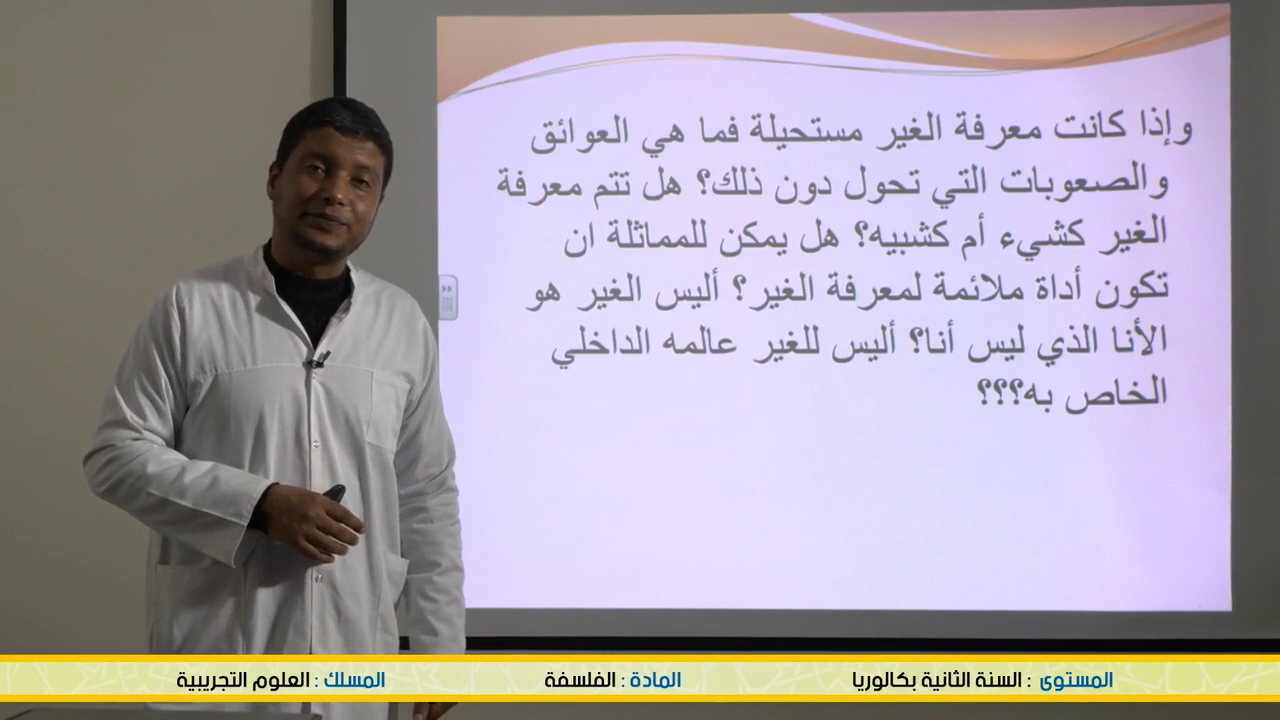 وإذا كانت معرفة الغير مستحيلة فما هي العوائق
والصعوبات التي تحول دون ذلك؟ هل تتم معرفة
الغير كشيء أم كشبيه؟ هل يمكن للمماثلة ان
تكون أداة ملائمة لمعرفة الغير؟ أليس الغير هو
الأنا الذي ليس أنا؟ أليس للغير عالمه الداخلي
الخاص به؟؟؟
المستوى : السنة الثانية بكالوريا المادة : الفلسفة المسلك : العلوم التجريبية